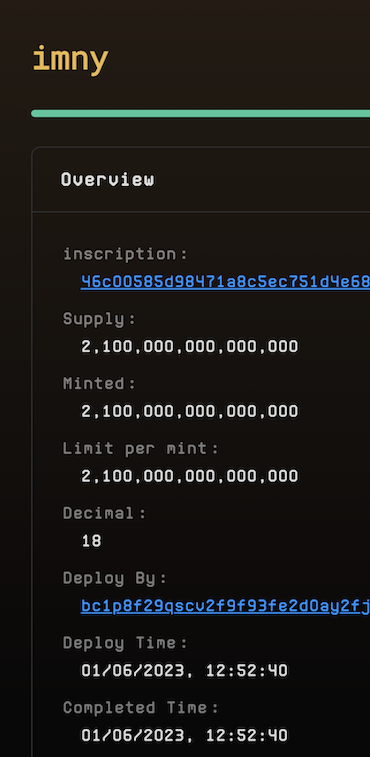 imny
Overview
inscription:
46c00585d98471a8c5ec751d4e68
Supply:
2,100,000,000,000,000
Minted:
2,100,000,000,000,000
Limit per mint:
2,100,000,000,000,000
Decimal:
18
Deploy By:
bc1p8f29qscv2f9f93fe2d0ay2fj
Deploy Time:
01/06/2023, 12:52:40
Completed Time:
01/06/2023, 12:52:40